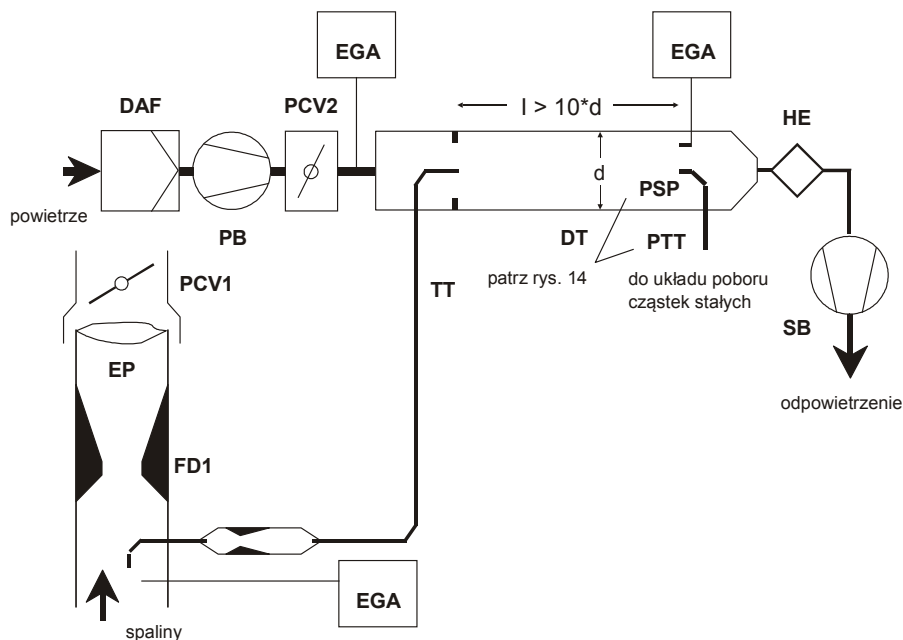 EGA
EGA
DAF
PCV2
l > 10*d
HE
d
powietrze
PSP
PB
DT
PTT
PCV1
TT
patrz rys. 14
do układu poboru
cząstek stałych
SB
EP
odpowietrzenie
FD1
EGA
spaliny